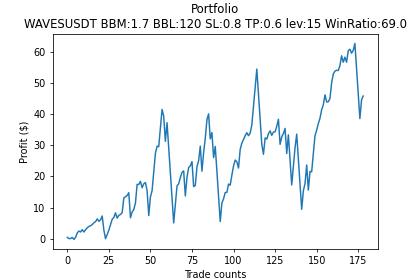 Portfolio
WAVESUSDT BBM:1.7 BBL:120 SL:0.8 TP:0.6 lev:15 WinRatio:69.0
Profit ($)
60
50
40
30
20
10
0
0 25 50 75 100 125 150 175
Trade counts